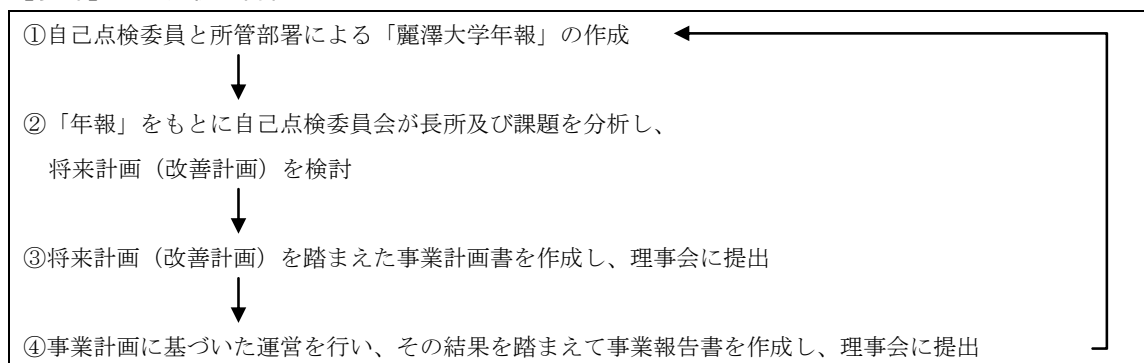 ①自己点検委員と所管部署による「麗澤大学年報」の作成
②「年報」をもとに自己点検委員会が長所及び課題を分析し、
将来計画（改善計画）を検討
③将来計画（改善計画）を踏まえた事業計画書を作成し、理事会に提出
④事業計画に基づいた運営を行い、その結果を踏まえて事業報告書を作成し、理事会に提出